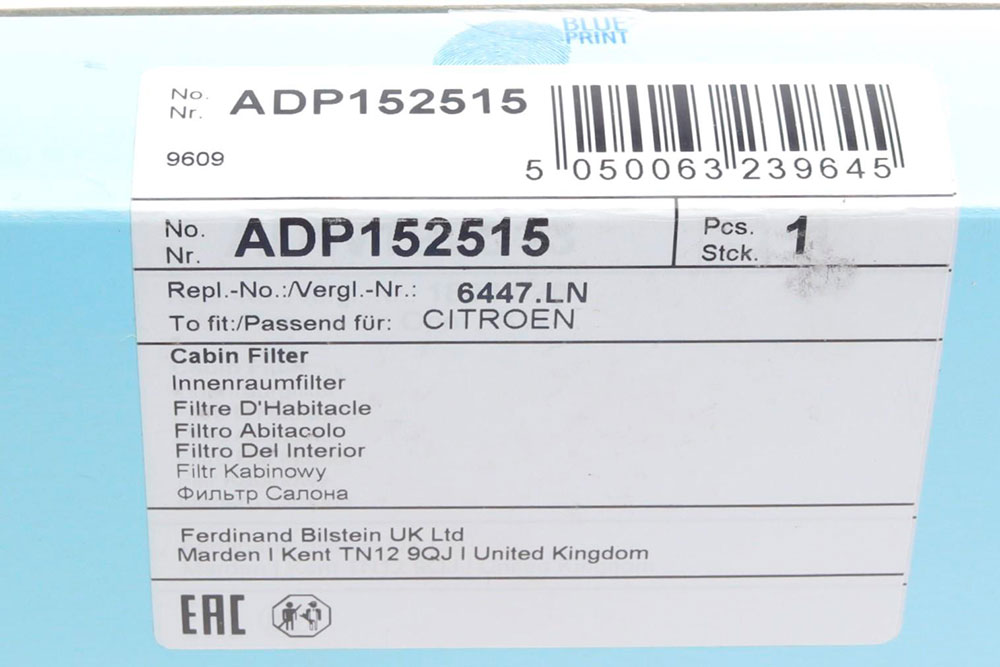 BLUE
PRINT
No.
Nr.
ADP152515
9609
5 050063 239645
No.
Nr.
ADP152515
Pcs.
Stck.
1
Repl.-No.:/Vergl.-Nr.: 6447.LN
To fit:/Passend für: CITROEN
Cabin Filter
Innenraumfilter
Filtre D'Habitacle
Filtro Abitacolo
Filtro Del Interior
Filtr Kabinowy
Фильтр Салона
Ferdinand Bilstein UK Ltd
Marden I Kent TN12 9QJ I United Kingdom
EAC